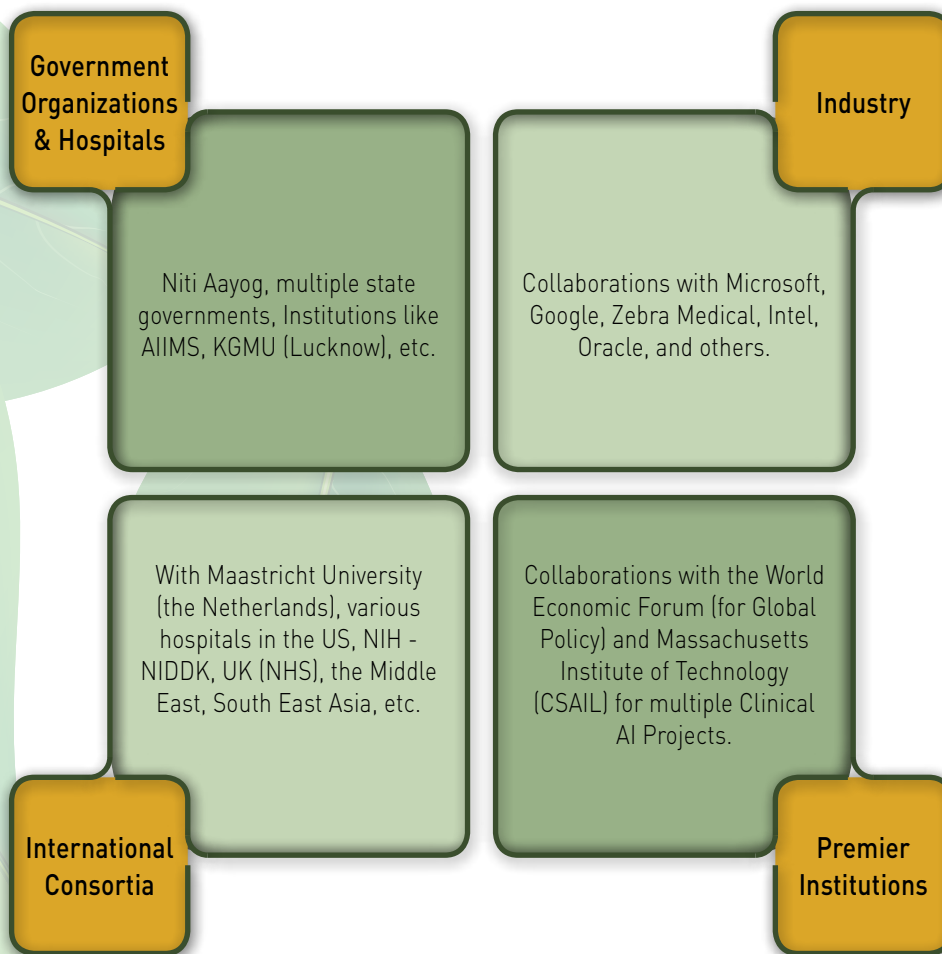 Government
Organizations
& Hospitals
Niti Aayog, multiple state
governments, Institutions like
AIIMS, KGMU (Lucknow), etc.
Industry
Collaborations with Microsoft,
Google, Zebra Medical, Intel,
Oracle, and others.
With Maastricht University
(the Netherlands), various
hospitals in the US, NIH -
NIDDK, UK (NHS), the Middle
East, South East Asia, etc.
International
Consortia
Collaborations with the World
Economic Forum (for Global
Policy) and Massachusetts
Institute of Technology
(CSAIL) for multiple Clinical
AI Projects.
Premier
Institutions